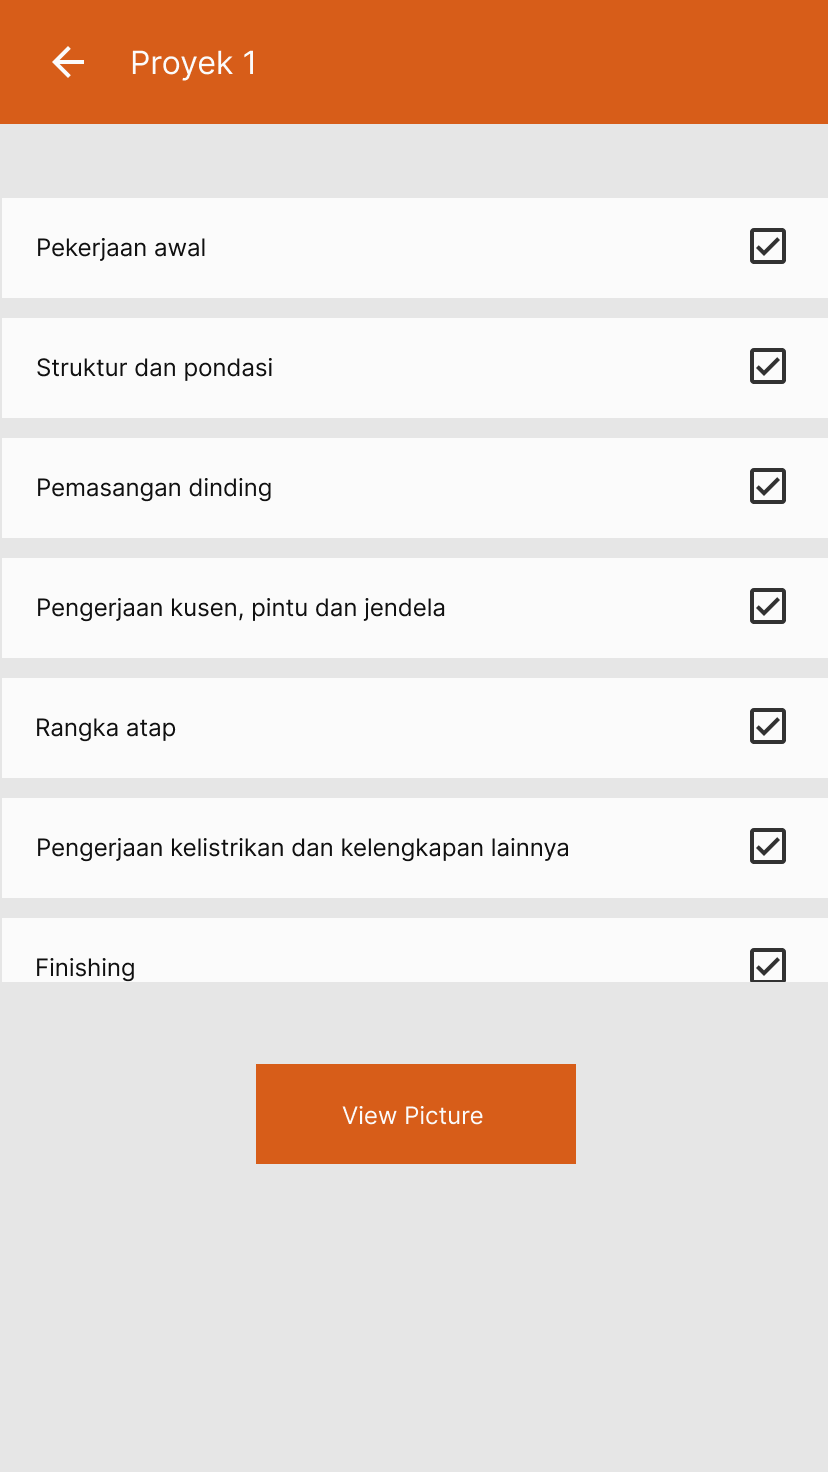 Proyek 1
Pekerjaan awal
Struktur dan pondasi
Pemasangan dinding
Pengerjaan kusen, pintu dan jendela
Rangka atap
Pengerjaan kelistrikan dan kelengkapan lainnya
Finishing
View Picture